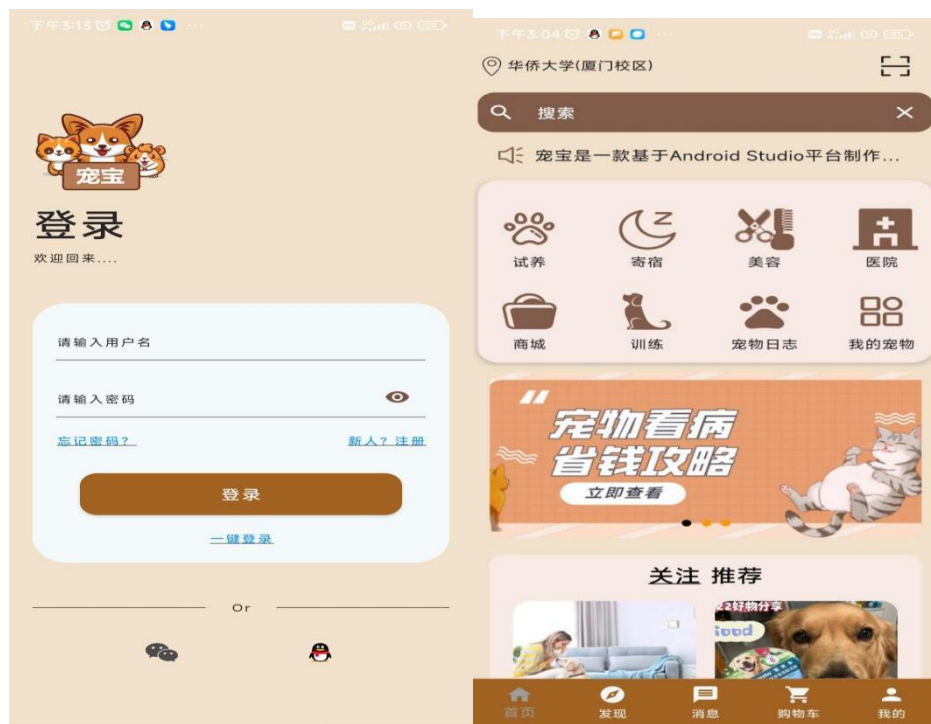 下午3:13
宠宝
登录
欢迎回来....
请输入用户名
请输入密码
忘记密码?
新人? 注册
登录
一键登录
Or
下午3:04
华侨大学(厦门校区)
搜索
宠宝是一款基于Android Studio平台制作...
试养 寄宿 美容 医院
商城 训练 宠物日志 我的宠物
宠物看病
省钱攻略
立即查看
关注 推荐
22好物分享
首页 发现 消息 购物车 我的